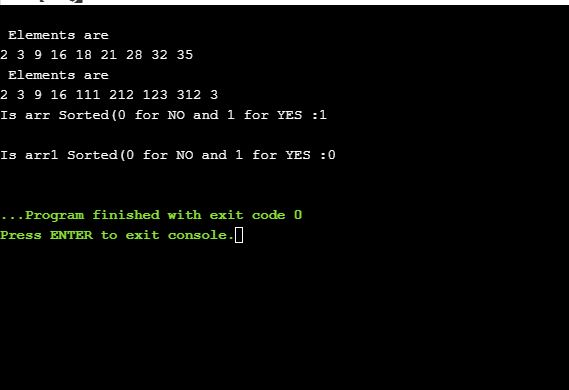 Elements are
2 3 9 16 18 21 28 32 35
Elements are
2 3 9 16 111 212 123 312 3
Is arr Sorted(0 for NO and 1 for YES :1
Is arr1 Sorted(0 for NO and 1 for YES :0
...Program finished with exit code 0
Press ENTER to exit console.